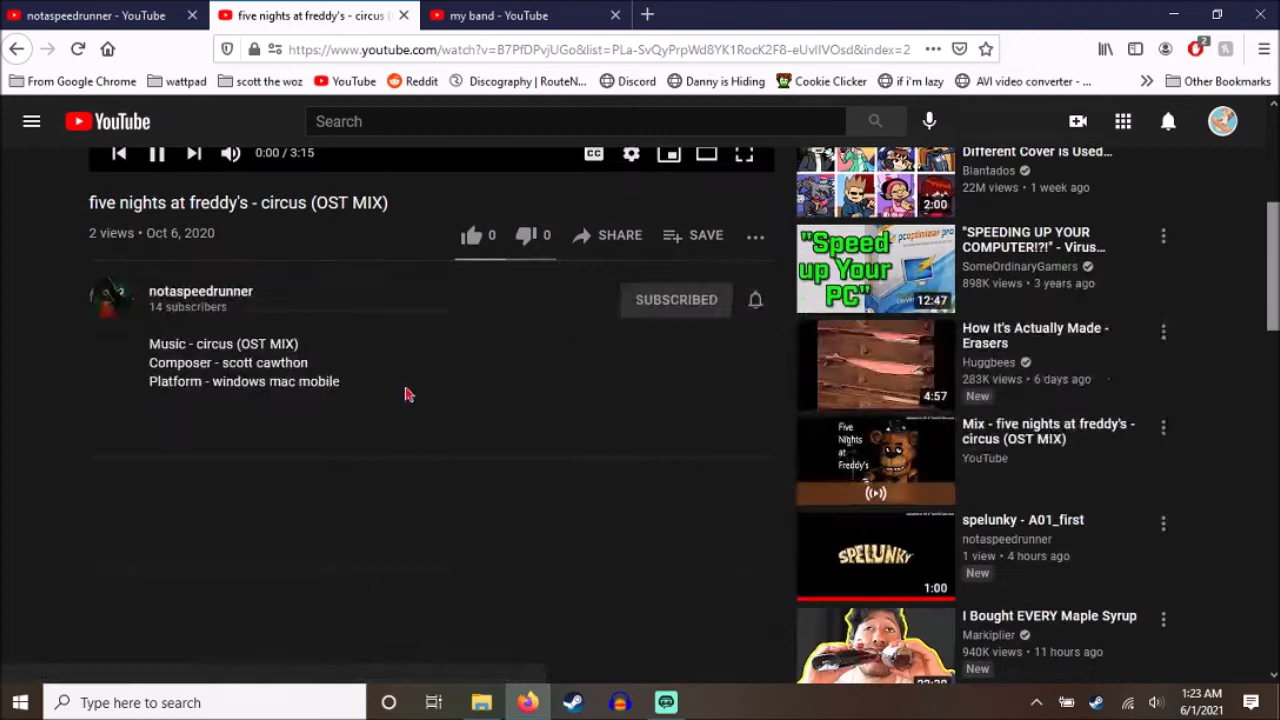 notaspeedrunner - YouTube
five nights at freddy's - circus (
my band - YouTube
https://www.youtube.com/watch?v=B7PfDPvjUGo&list=PLa-SvQyPrpWd8YK1RocK2F8-eUvIIVOsd&index=2
2
From Google Chrome
wattpad
scott the woz
YouTube
Reddit
Discography | RouteN...
Discord
Danny is Hiding
Cookie Clicker
if i'm lazy
AVI video converter - ...
Other Bookmarks
YouTube
Search
0:00 / 3:15
CC
five nights at freddy's - circus (OST MIX)
2 views • Oct 6, 2020
0
0
SHARE
SAVE
notaspeedrunner
14 subscribers
SUBSCRIBED
Music - circus (OST MIX)
Composer - scott cawthon
Platform - windows mac mobile
Different Cover is Used...
Blantados
22M views • 1 week ago
2:00
"Speed
up Your
PC"
pcoptimizer pro
12:47
"SPEEDING UP YOUR
COMPUTER!?!" - Virus...
SomeOrdinaryGamers
898K views • 3 years ago
4:57
How It's Actually Made -
Erasers
Huggbees
283K views • 6 days ago
New
Five
Nights
at
Freddy's
Mix - five nights at freddy's -
circus (OST MIX)
YouTube
SPELUNKY
1:00
spelunky - A01_first
notaspeedrunner
1 view • 4 hours ago
New
I Bought EVERY Maple Syrup
Markiplier
940K views • 11 hours ago
New
Type here to search
1:23 AM
6/1/2021